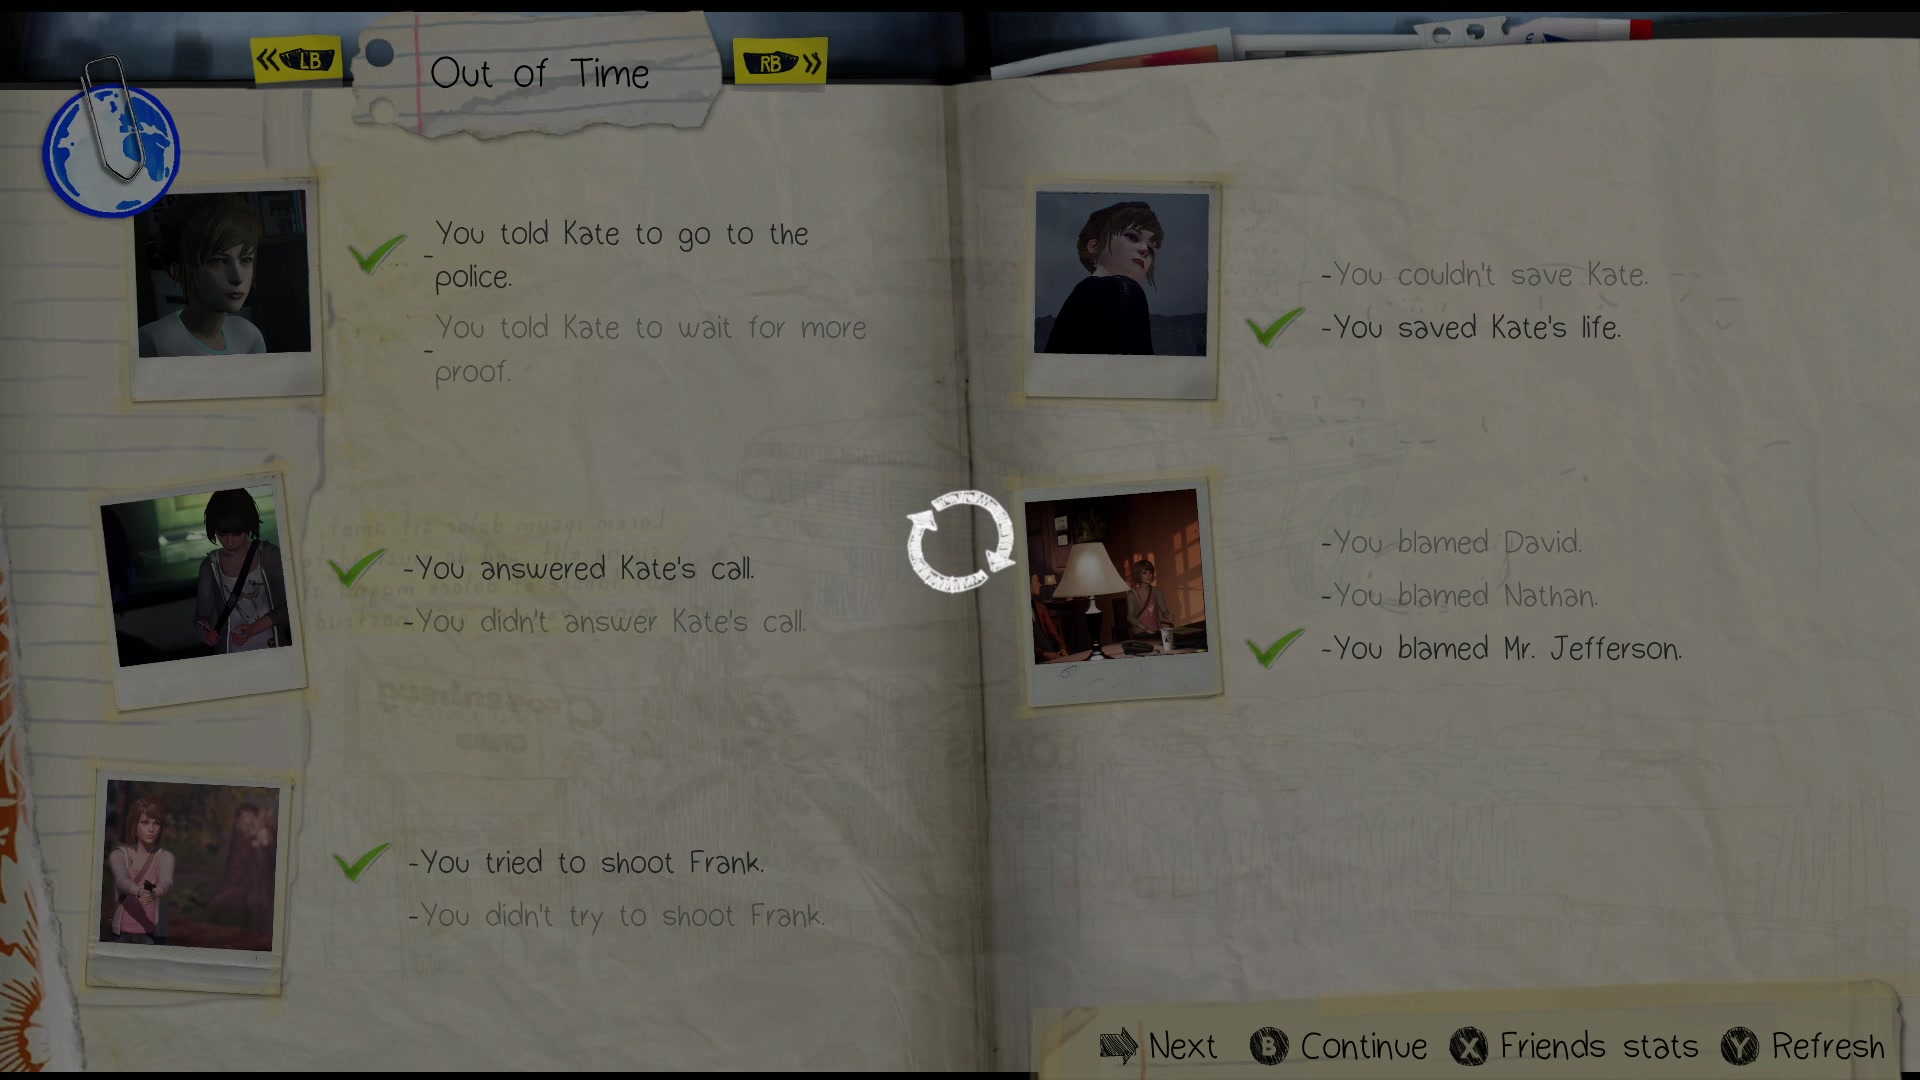 LB
Out of Time
RB
You told Kate to go to the
-
police.
You told Kate to wait for more
-
proof.
-You answered Kate's call.
-You didn't answer Kate's call.
-You tried to shoot Frank.
-You didn't try to shoot Frank.
-You couldn't save Kate.
-You saved Kate's life.
-You blamed David.
-You blamed Nathan.
-You blamed Mr. Jefferson.
Next B Continue X Friends stats Y Refresh